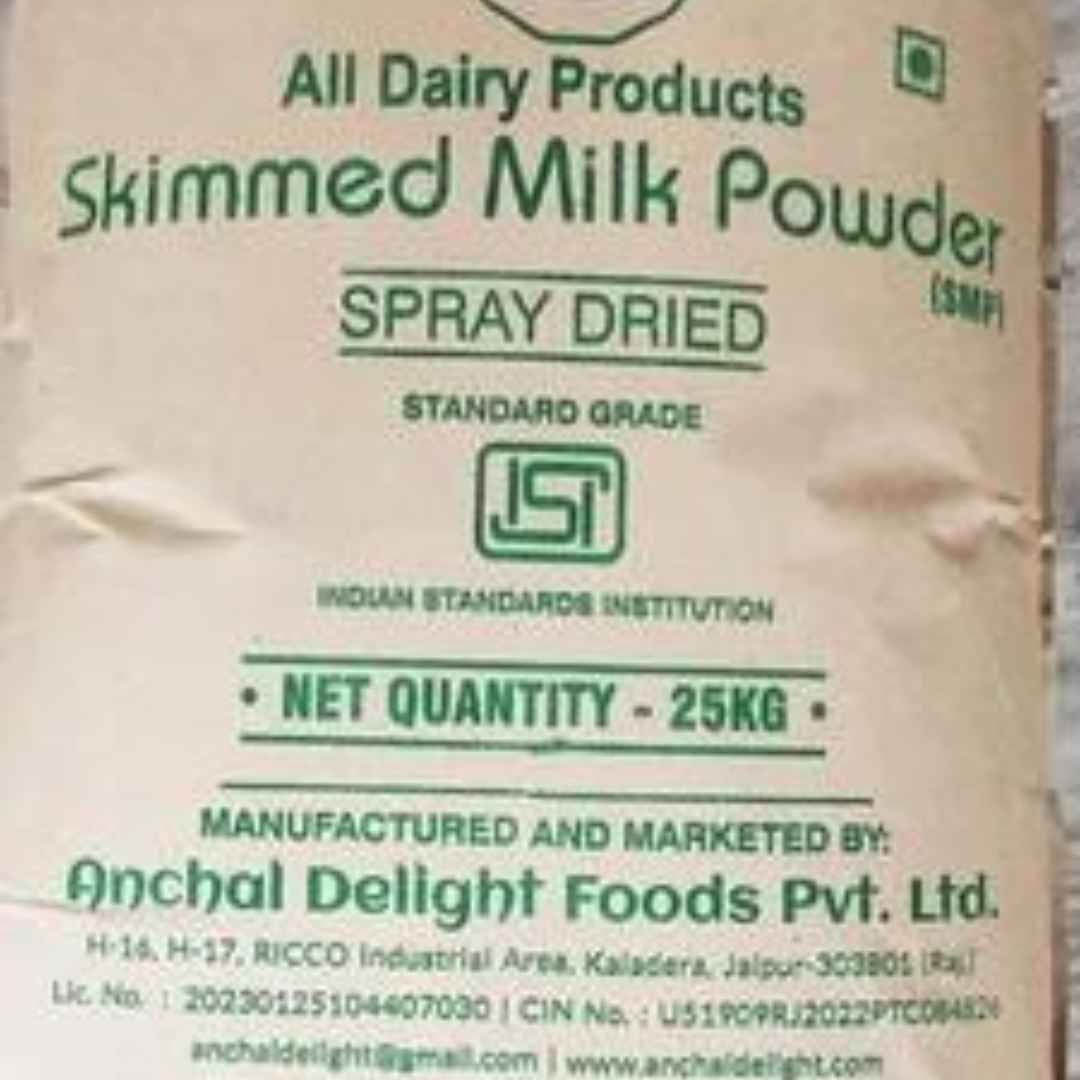 All Dairy Products
Skimmed Milk Powder
(SMP)
SPRAY DRIED
STANDARD GRADE
ISI
INDIAN STANDARDS INSTITUTION
• NET QUANTITY - 25KG •
MANUFACTURED AND MARKETED BY:
Anchal Delight Foods Pvt. Ltd.
H-16, H-17, RICCO Industrial Area, Kaladera, Jaipur-303801 (Raj)
Lic. No. : 20230125104407030 | CIN No. :
anchaldelight@gmail.com | www.anchaldelight.com